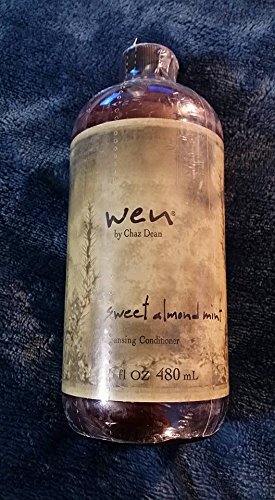 wen®
by Chaz Dean
sweet almond mint
ansing Conditioner
fl OZ 480 mL